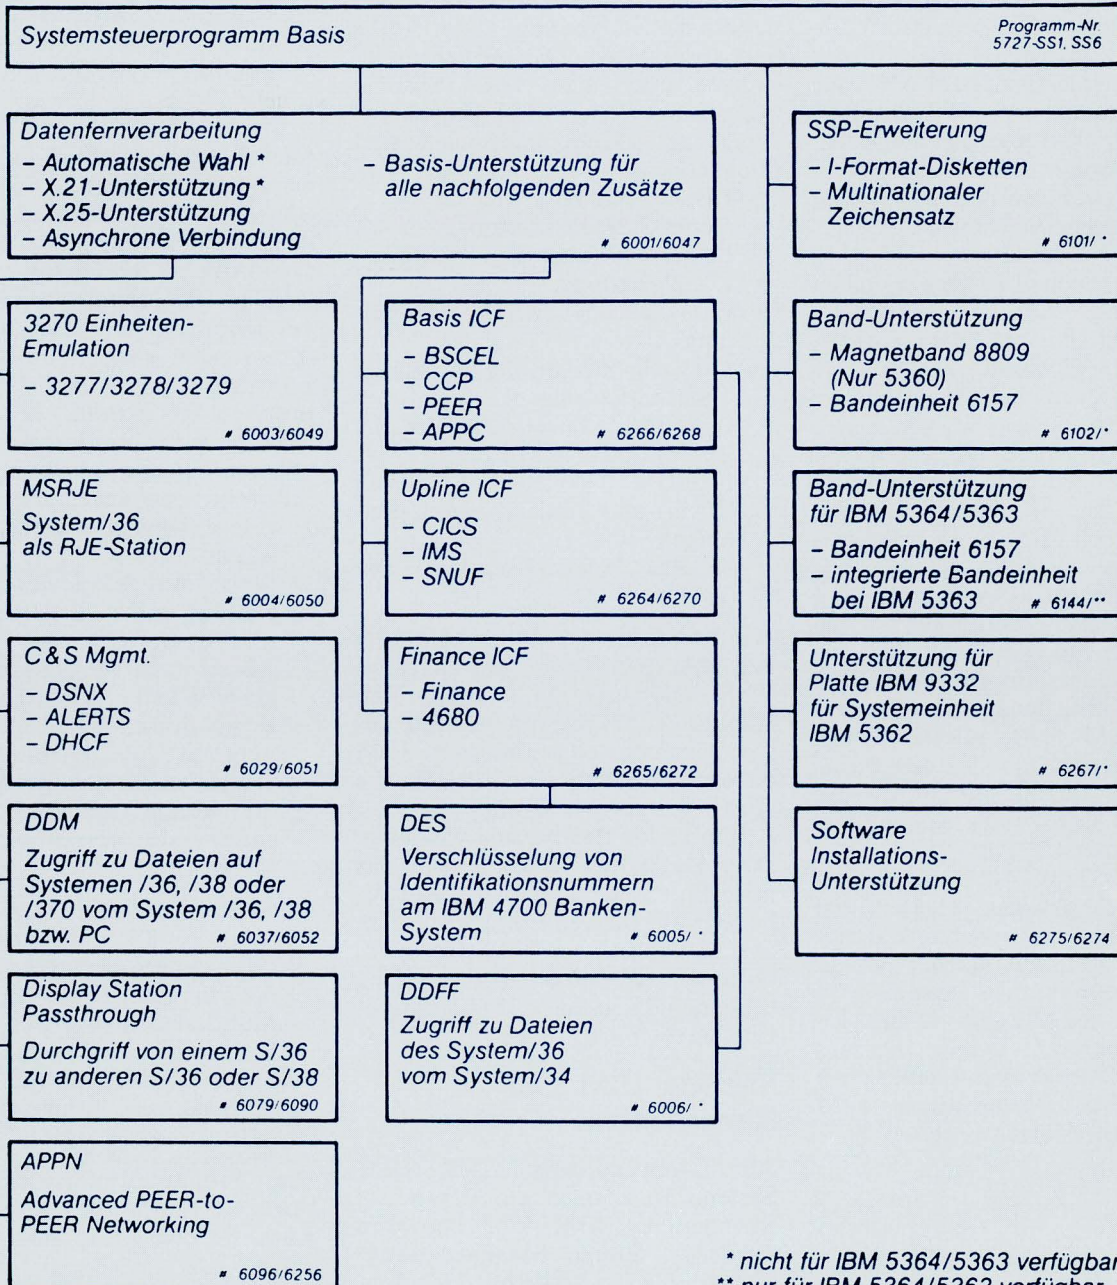 Systemsteuerprogramm Basis
Programm-Nr.
5727-SS1, SS6
Datenfernverarbeitung
– Automatische Wahl *
– X.21-Unterstützung *
– X.25-Unterstützung
– Asynchrone Verbindung
– Basis-Unterstützung für
alle nachfolgenden Zusätze
# 6001/6047
SSP-Erweiterung
– I-Format-Disketten
– Multinationaler
Zeichensatz
# 6101/ *
3270 Einheiten-
Emulation
– 3277/3278/3279
# 6003/6049
Basis ICF
– BSCEL
– CCP
– PEER
– APPC
# 6266/6268
Band-Unterstützung
– Magnetband 8809
(Nur 5360)
– Bandeinheit 6157
# 6102/*
MSRJE
System/36
als RJE-Station
# 6004/6050
Upline ICF
– CICS
– IMS
– SNUF
# 6264/6270
Band-Unterstützung
für IBM 5364/5363
– Bandeinheit 6157
– integrierte Bandeinheit
bei IBM 5363
# 6144/**
C & S Mgmt.
– DSNX
– ALERTS
– DHCF
# 6029/6051
Finance ICF
– Finance
– 4680
# 6265/6272
Unterstützung für
Platte IBM 9332
für Systemeinheit
IBM 5362
# 6267/*
DDM
Zugriff zu Dateien auf
Systemen /36, /38 oder
/370 vom System /36, /38
bzw. PC
# 6037/6052
DES
Verschlüsselung von
Identifikationsnummern
am IBM 4700 Banken-
System
# 6005/ *
Software
Installations-
Unterstützung
# 6275/6274
Display Station
Passthrough
Durchgriff von einem S/36
zu anderen S/36 oder S/38
# 6079/6090
DDFF
Zugriff zu Dateien
des System/36
vom System/34
# 6006/ *
APPN
Advanced PEER-to-
PEER Networking
# 6096/6256
* nicht für IBM 5364/5363 verfügbar
** nur für IBM 5364/5363 verfügbar